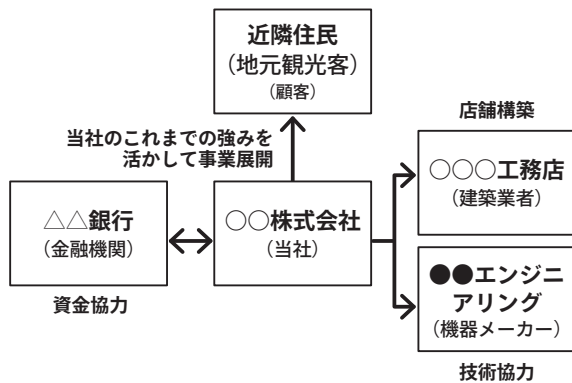 近隣住民
(地元観光客)
(顧客)
当社のこれまでの強みを
活かして事業展開
店舗構築
○○○工務店
(建築業者)
△△銀行
(金融機関)
資金協力
○○株式会社
(当社)
●●エンジニ
アリング
(機器メーカー)
技術協力